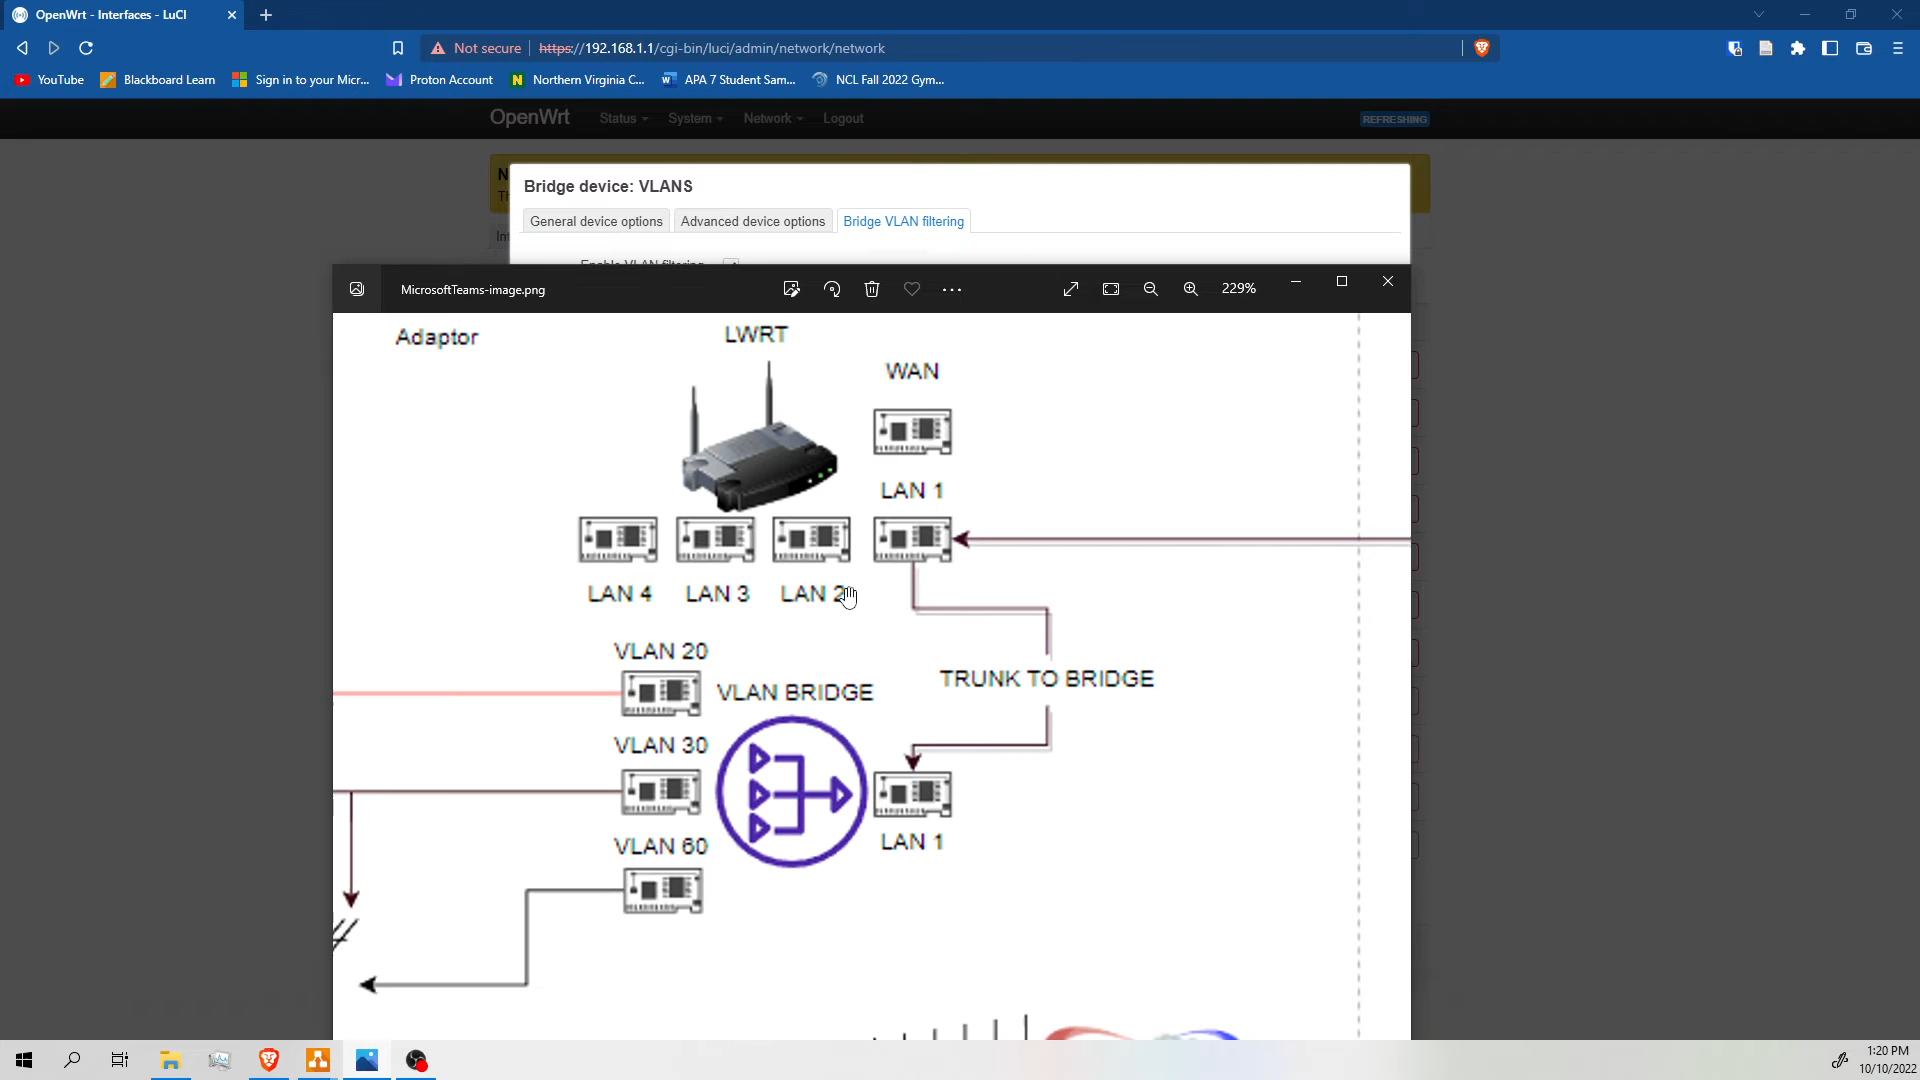 OpenWrt - Interfaces - LuCI
Not secure https://192.168.1.1/cgi-bin/luci/admin/network/network
YouTube Blackboard Learn Sign in to your Micr... Proton Account Northern Virginia C... APA 7 Student Sam... NCL Fall 2022 Gym...
OpenWrt Status System Network Logout REFRESHING
Bridge device: VLANS
General device options Advanced device options Bridge VLAN filtering
Enable VLAN filtering
MicrosoftTeams-image.png 229%
Adaptor
LWRT
WAN
LAN 1
LAN 4 LAN 3 LAN 2
VLAN 20
TRUNK TO BRIDGE
VLAN BRIDGE
VLAN 30
VLAN 60
LAN 1
1:20 PM
10/10/2022